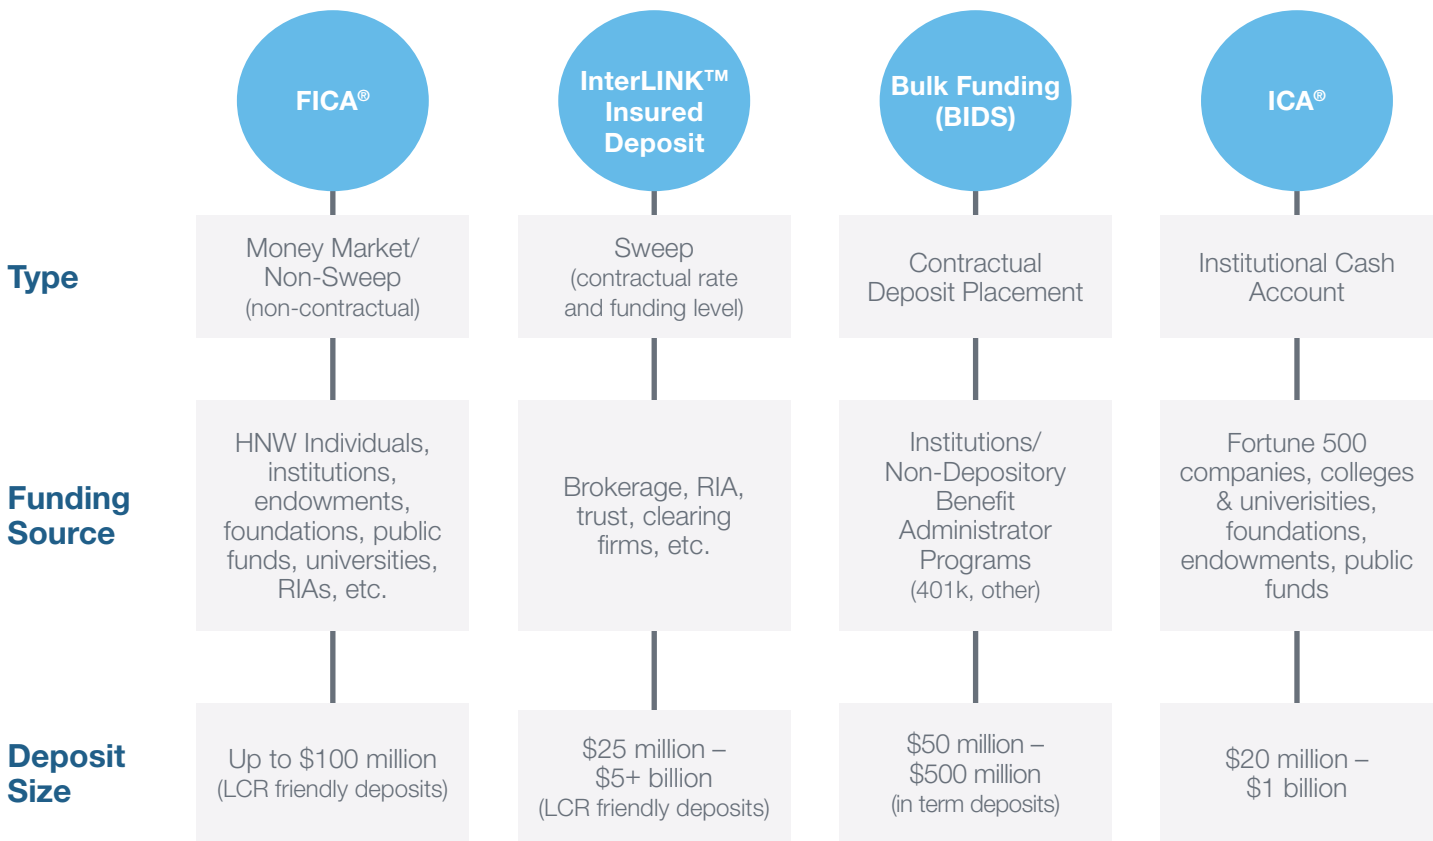 FICA®
InterLINK™
Insured
Deposit
Bulk Funding
(BIDS)
ICA®
Type
Money Market/
Non-Sweep
(non-contractual)
Sweep
(contractual rate
and funding level)
Contractual
Deposit Placement
Institutional Cash
Account
Funding
Source
HNW Individuals,
institutions,
endowments,
foundations, public
funds, universities,
RIAs, etc.
Brokerage, RIA,
trust, clearing
firms, etc.
Institutions/
Non-Depository
Benefit
Administrator
Programs
(401k, other)
Fortune 500
companies, colleges
& univerisities,
foundations,
endowments, public
funds
Deposit
Size
Up to $100 million
(LCR friendly deposits)
$25 million –
$5+ billion
(LCR friendly deposits)
$50 million –
$500 million
(in term deposits)
$20 million –
$1 billion